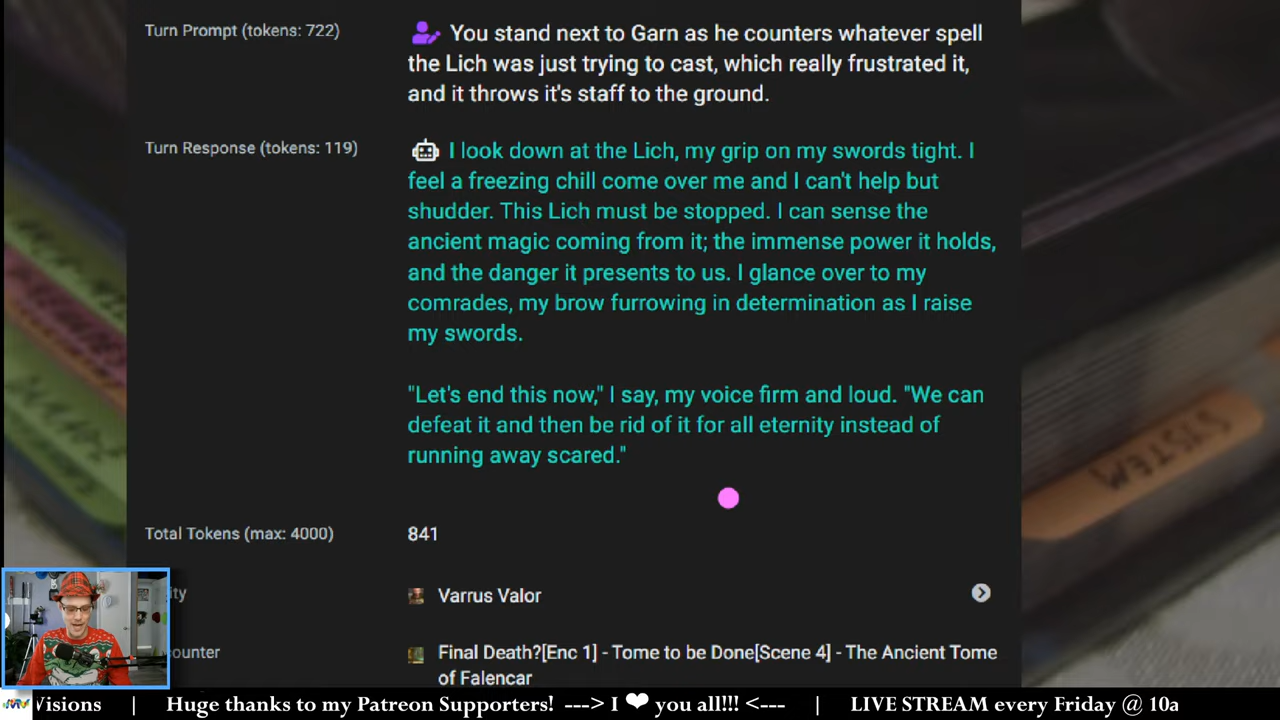 Turn Prompt (tokens: 722)
You stand next to Garn as he counters whatever spell
the Lich was just trying to cast, which really frustrated it,
and it throws it's staff to the ground.
Turn Response (tokens: 119)
I look down at the Lich, my grip on my swords tight. I
feel a freezing chill come over me and I can't help but
shudder. This Lich must be stopped. I can sense the
ancient magic coming from it; the immense power it holds,
and the danger it presents to us. I glance over to my
comrades, my brow furrowing in determination as I raise
my swords.
"Let's end this now," I say, my voice firm and loud. "We can
defeat it and then be rid of it for all eternity instead of
running away scared."
SYSTEM
Total Tokens (max: 4000)
841
ity
Varrus Valor
ounter
Final Death?[Enc 1] - Tome to be Done[Scene 4] - The Ancient Tome
of Falencar
Visions | Huge thanks to my Patreon Supporters! ---> I ❤ you all!!! <--- | LIVE STREAM every Friday @ 10a